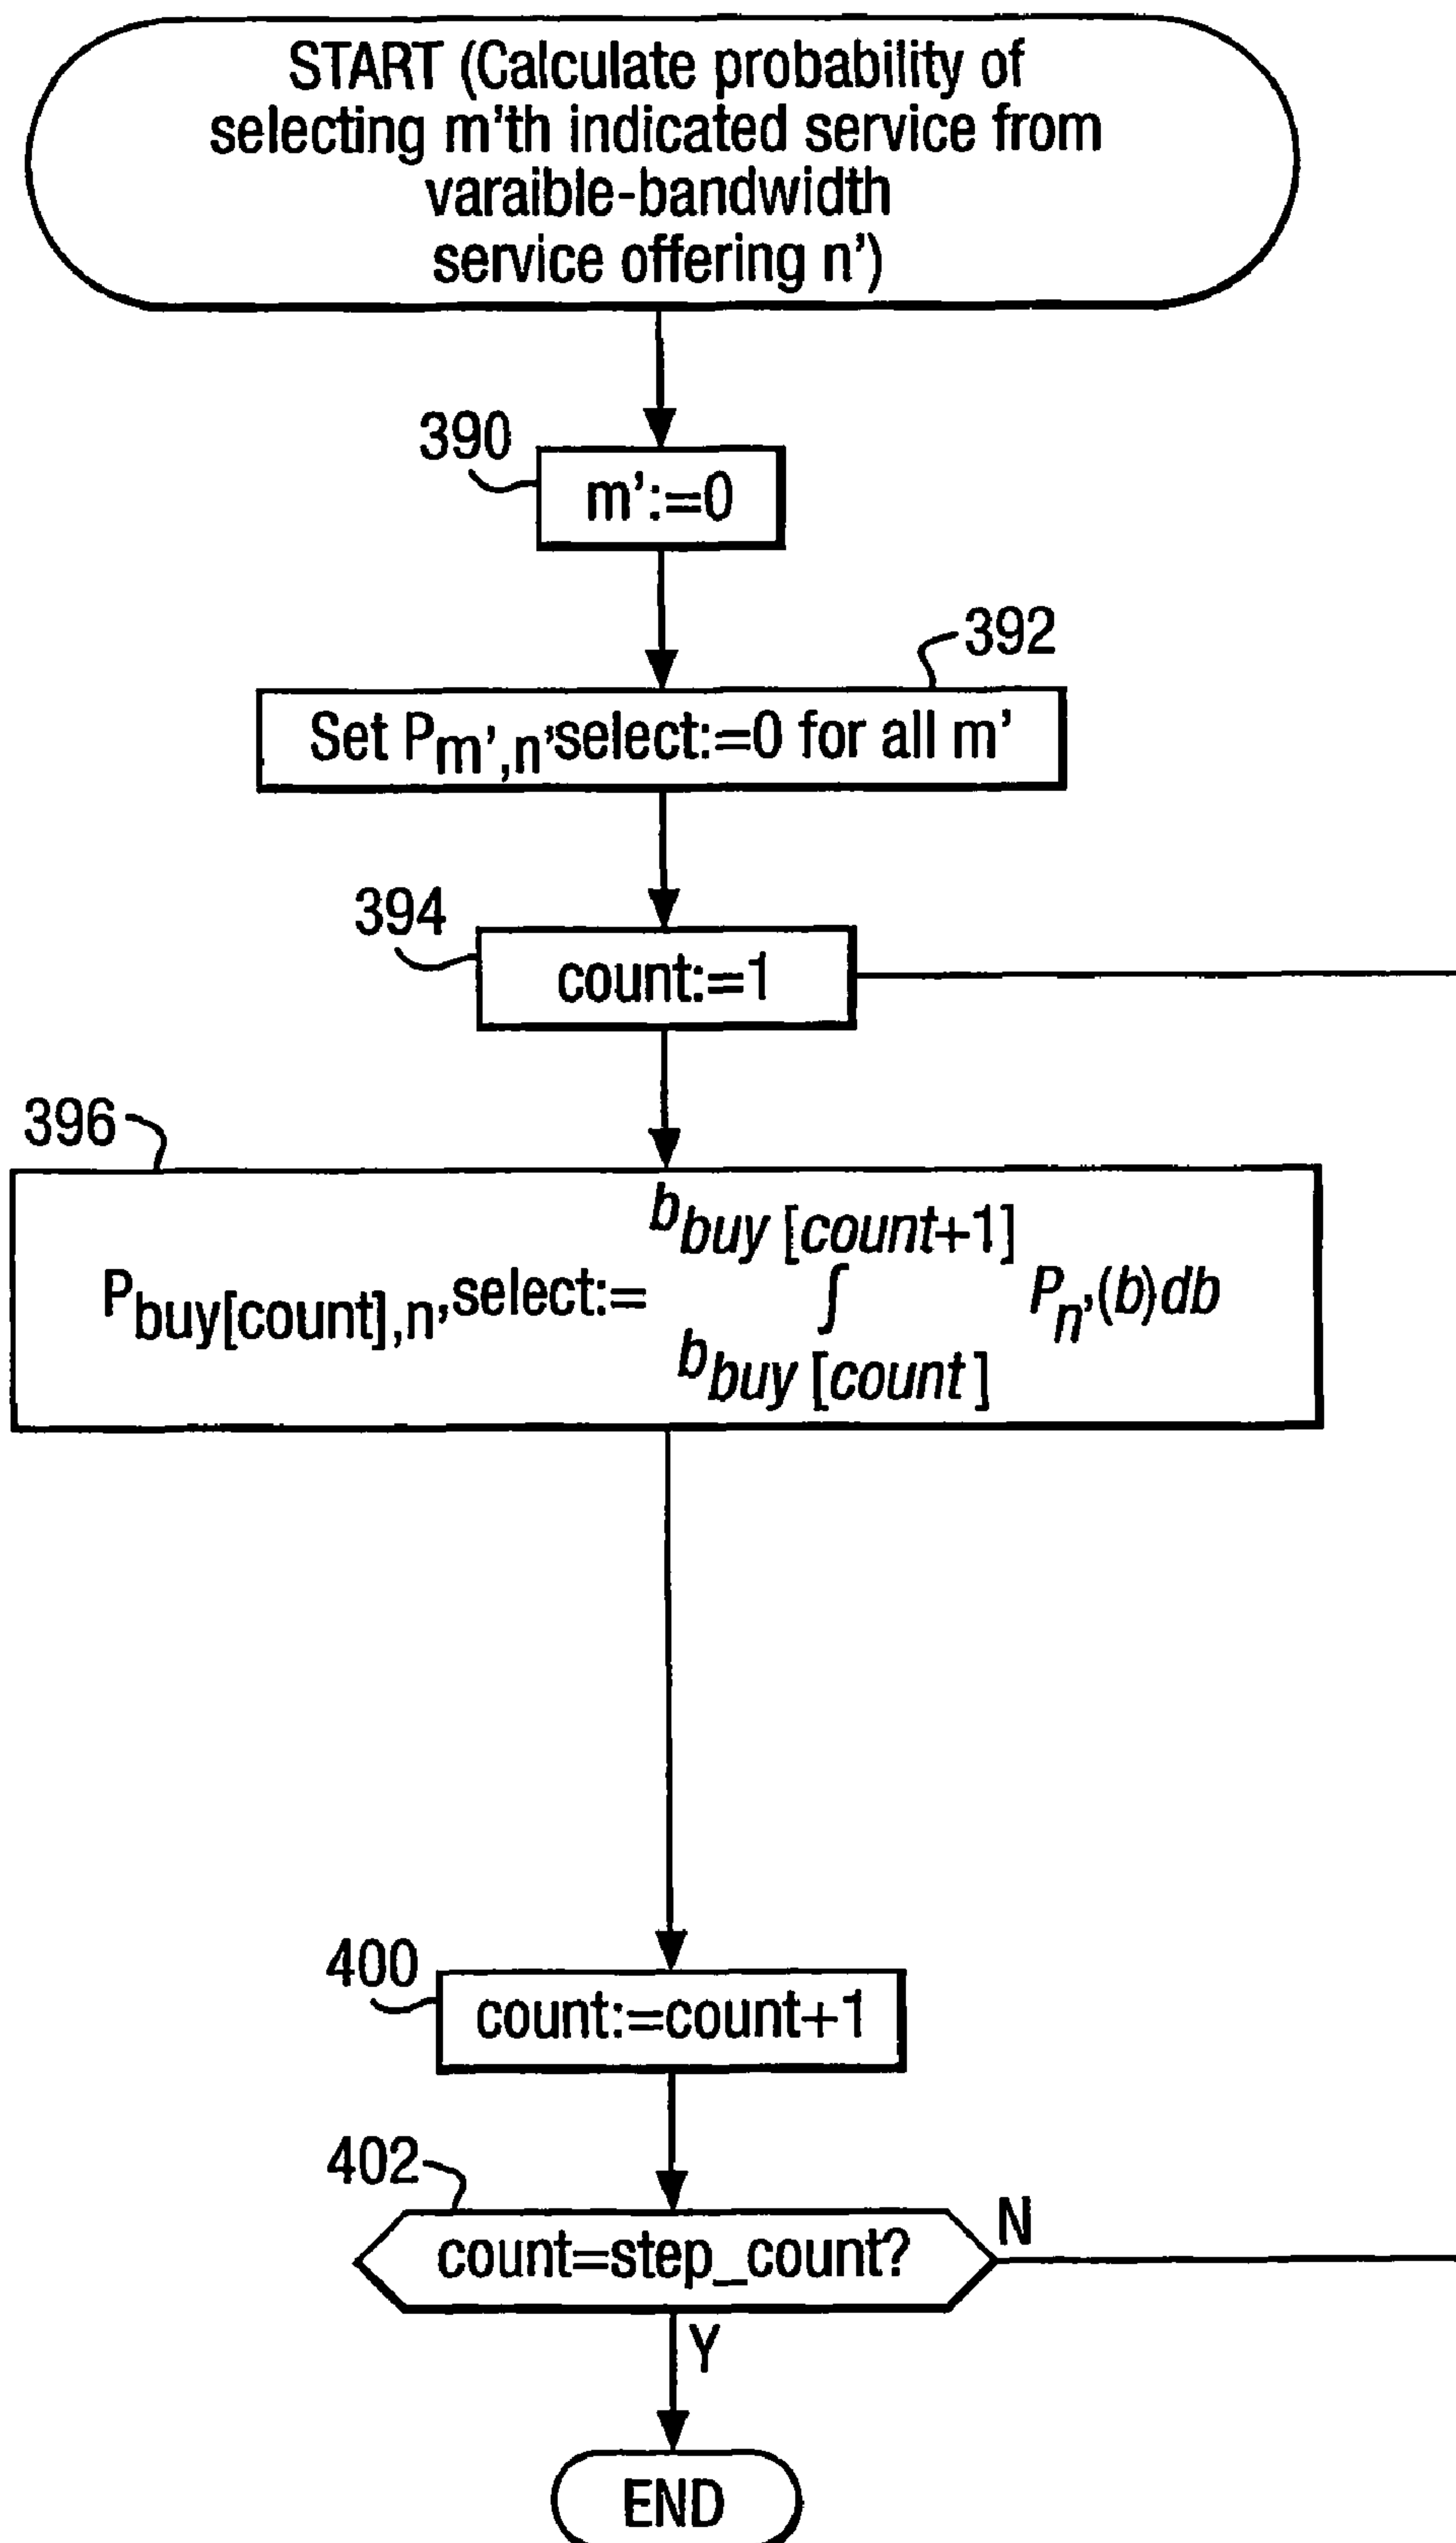 START (Calculate probability of
selecting m'th indicated service from
varaible-bandwidth
service offering n')
390
m':=0
392
Set Pm',n'select:=0 for all m'
394
count:=1
396
bbuy [count+1]
Pbuy[count],n'select:= ∫ Pn'(b)db
bbuy [count]
400
count:=count+1
402
count=step_count?
N
Y
END